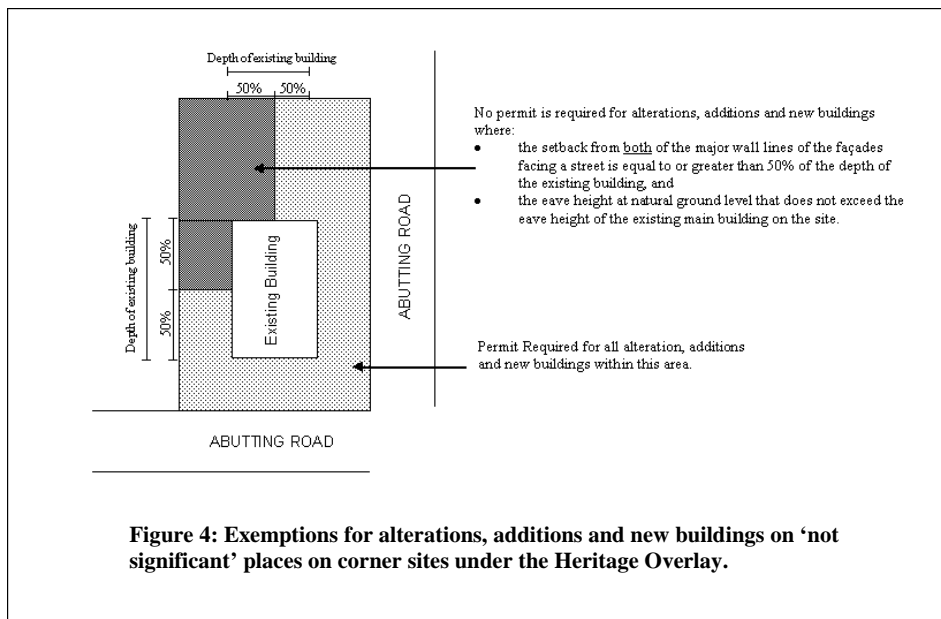 Depth of existing building
50% 50%
No permit is required for alterations, additions and new buildings
where:
• the setback from both of the major wall lines of the façades
facing a street is equal to or greater than 50% of the depth of
the existing building, and
• the eave height at natural ground level that does not exceed the
eave height of the existing main building on the site.
Depth of existing building
50%
50%
Existing Building
ABUTTING ROAD
Permit Required for all alteration, additions
and new buildings within this area.
ABUTTING ROAD
Figure 4: Exemptions for alterations, additions and new buildings on ‘not
significant’ places on corner sites under the Heritage Overlay.